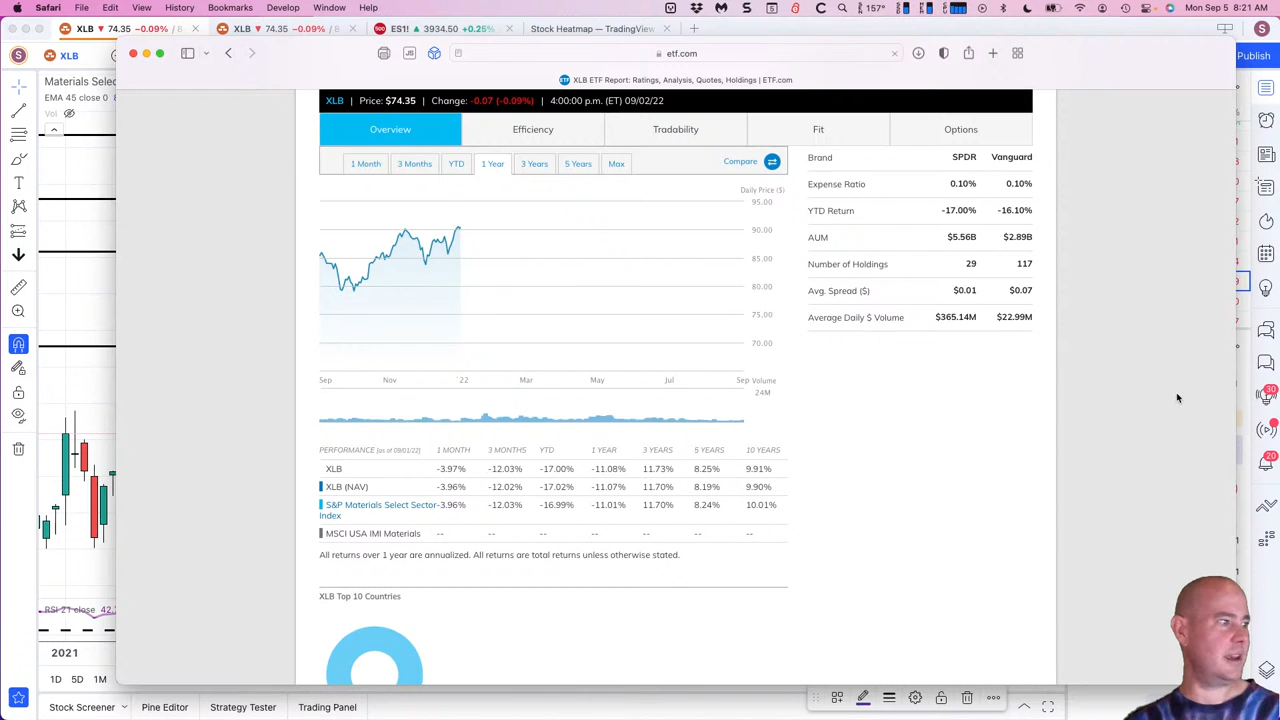 Safari File Edit View History Bookmarks Develop Window Help 157° Mon Sep 5 8:21 AM
XLB 74.35 −0.09% / XLB 74.35 −0.09% / ES1! 3934.50 +0.25% Stock Heatmap — TradingView
S XLB etf.com Publish
XLB ETF Report: Ratings, Analysis, Quotes, Holdings | ETF.com
Materials Selec
EMA 45 close 0
Vol
XLB | Price: $74.35 | Change: -0.07 (-0.09%) | 4:00:00 p.m. (ET) 09/02/22
Overview Efficiency Tradability Fit Options
1 Month 3 Months YTD 1 Year 3 Years 5 Years Max Compare
Brand SPDR Vanguard
Expense Ratio 0.10% 0.10%
YTD Return -17.00% -16.10%
AUM $5.56B $2.89B
Number of Holdings 29 117
Avg. Spread ($) $0.01 $0.07
Average Daily $ Volume $365.14M $22.99M
Daily Price ($)
95.00
90.00
85.00
80.00
75.00
70.00
Sep Nov '22 Mar May Jul Sep Volume
24M
PERFORMANCE [as of 09/01/22] 1 MONTH 3 MONTHS YTD 1 YEAR 3 YEARS 5 YEARS 10 YEARS
XLB -3.97% -12.03% -17.00% -11.08% 11.73% 8.25% 9.91%
XLB (NAV) -3.96% -12.02% -17.02% -11.07% 11.70% 8.19% 9.90%
S&P Materials Select Sector -3.96% -12.03% -16.99% -11.01% 11.70% 8.24% 10.01%
Index
MSCI USA IMI Materials -- -- -- -- -- -- --
All returns over 1 year are annualized. All returns are total returns unless otherwise stated.
XLB Top 10 Countries
RSI 21 close 42.
2021
1D 5D 1M
Stock Screener Pine Editor Strategy Tester Trading Panel
30
20